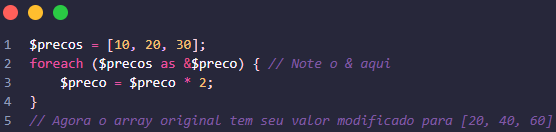 1 $precos = [10, 20, 30];
2 foreach ($precos as &$preco) { // Note o & aqui
3     $preco = $preco * 2;
4 }
5 // Agora o array original tem seu valor modificado para [20, 40, 60]